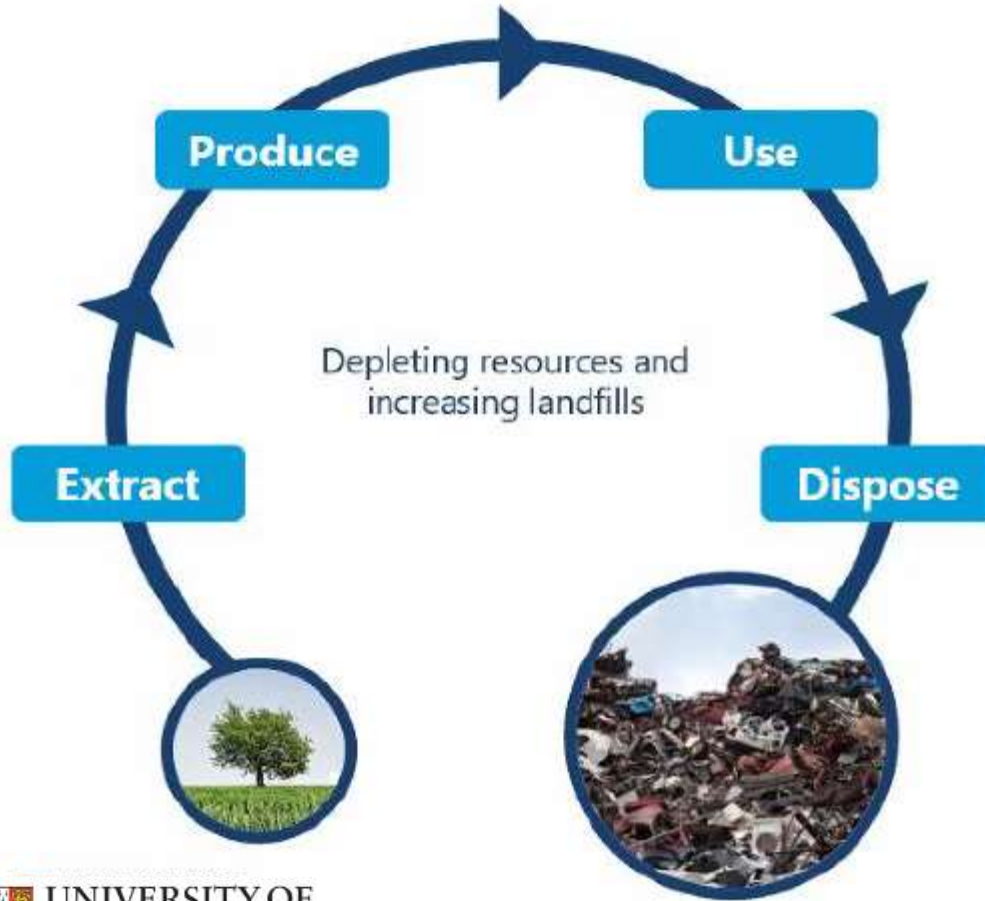 Produce
Use
Depleting resources and
increasing landfills
Extract
Dispose
UNIVERSITY OF